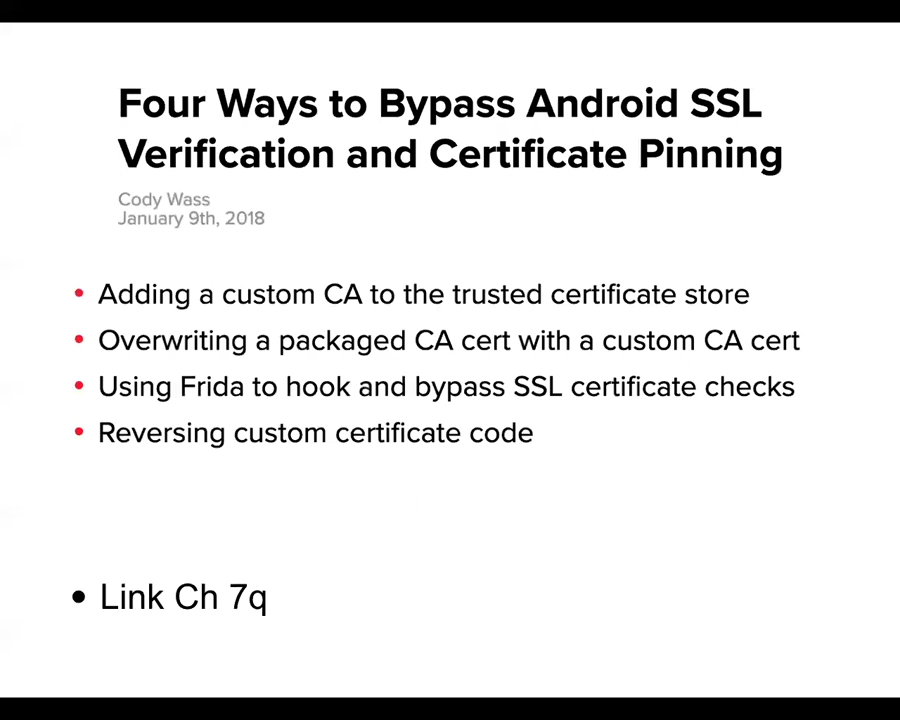 Four Ways to Bypass Android SSL
Verification and Certificate Pinning
Cody Wass
January 9th, 2018
• Adding a custom CA to the trusted certificate store
• Overwriting a packaged CA cert with a custom CA cert
• Using Frida to hook and bypass SSL certificate checks
• Reversing custom certificate code
• Link Ch 7q